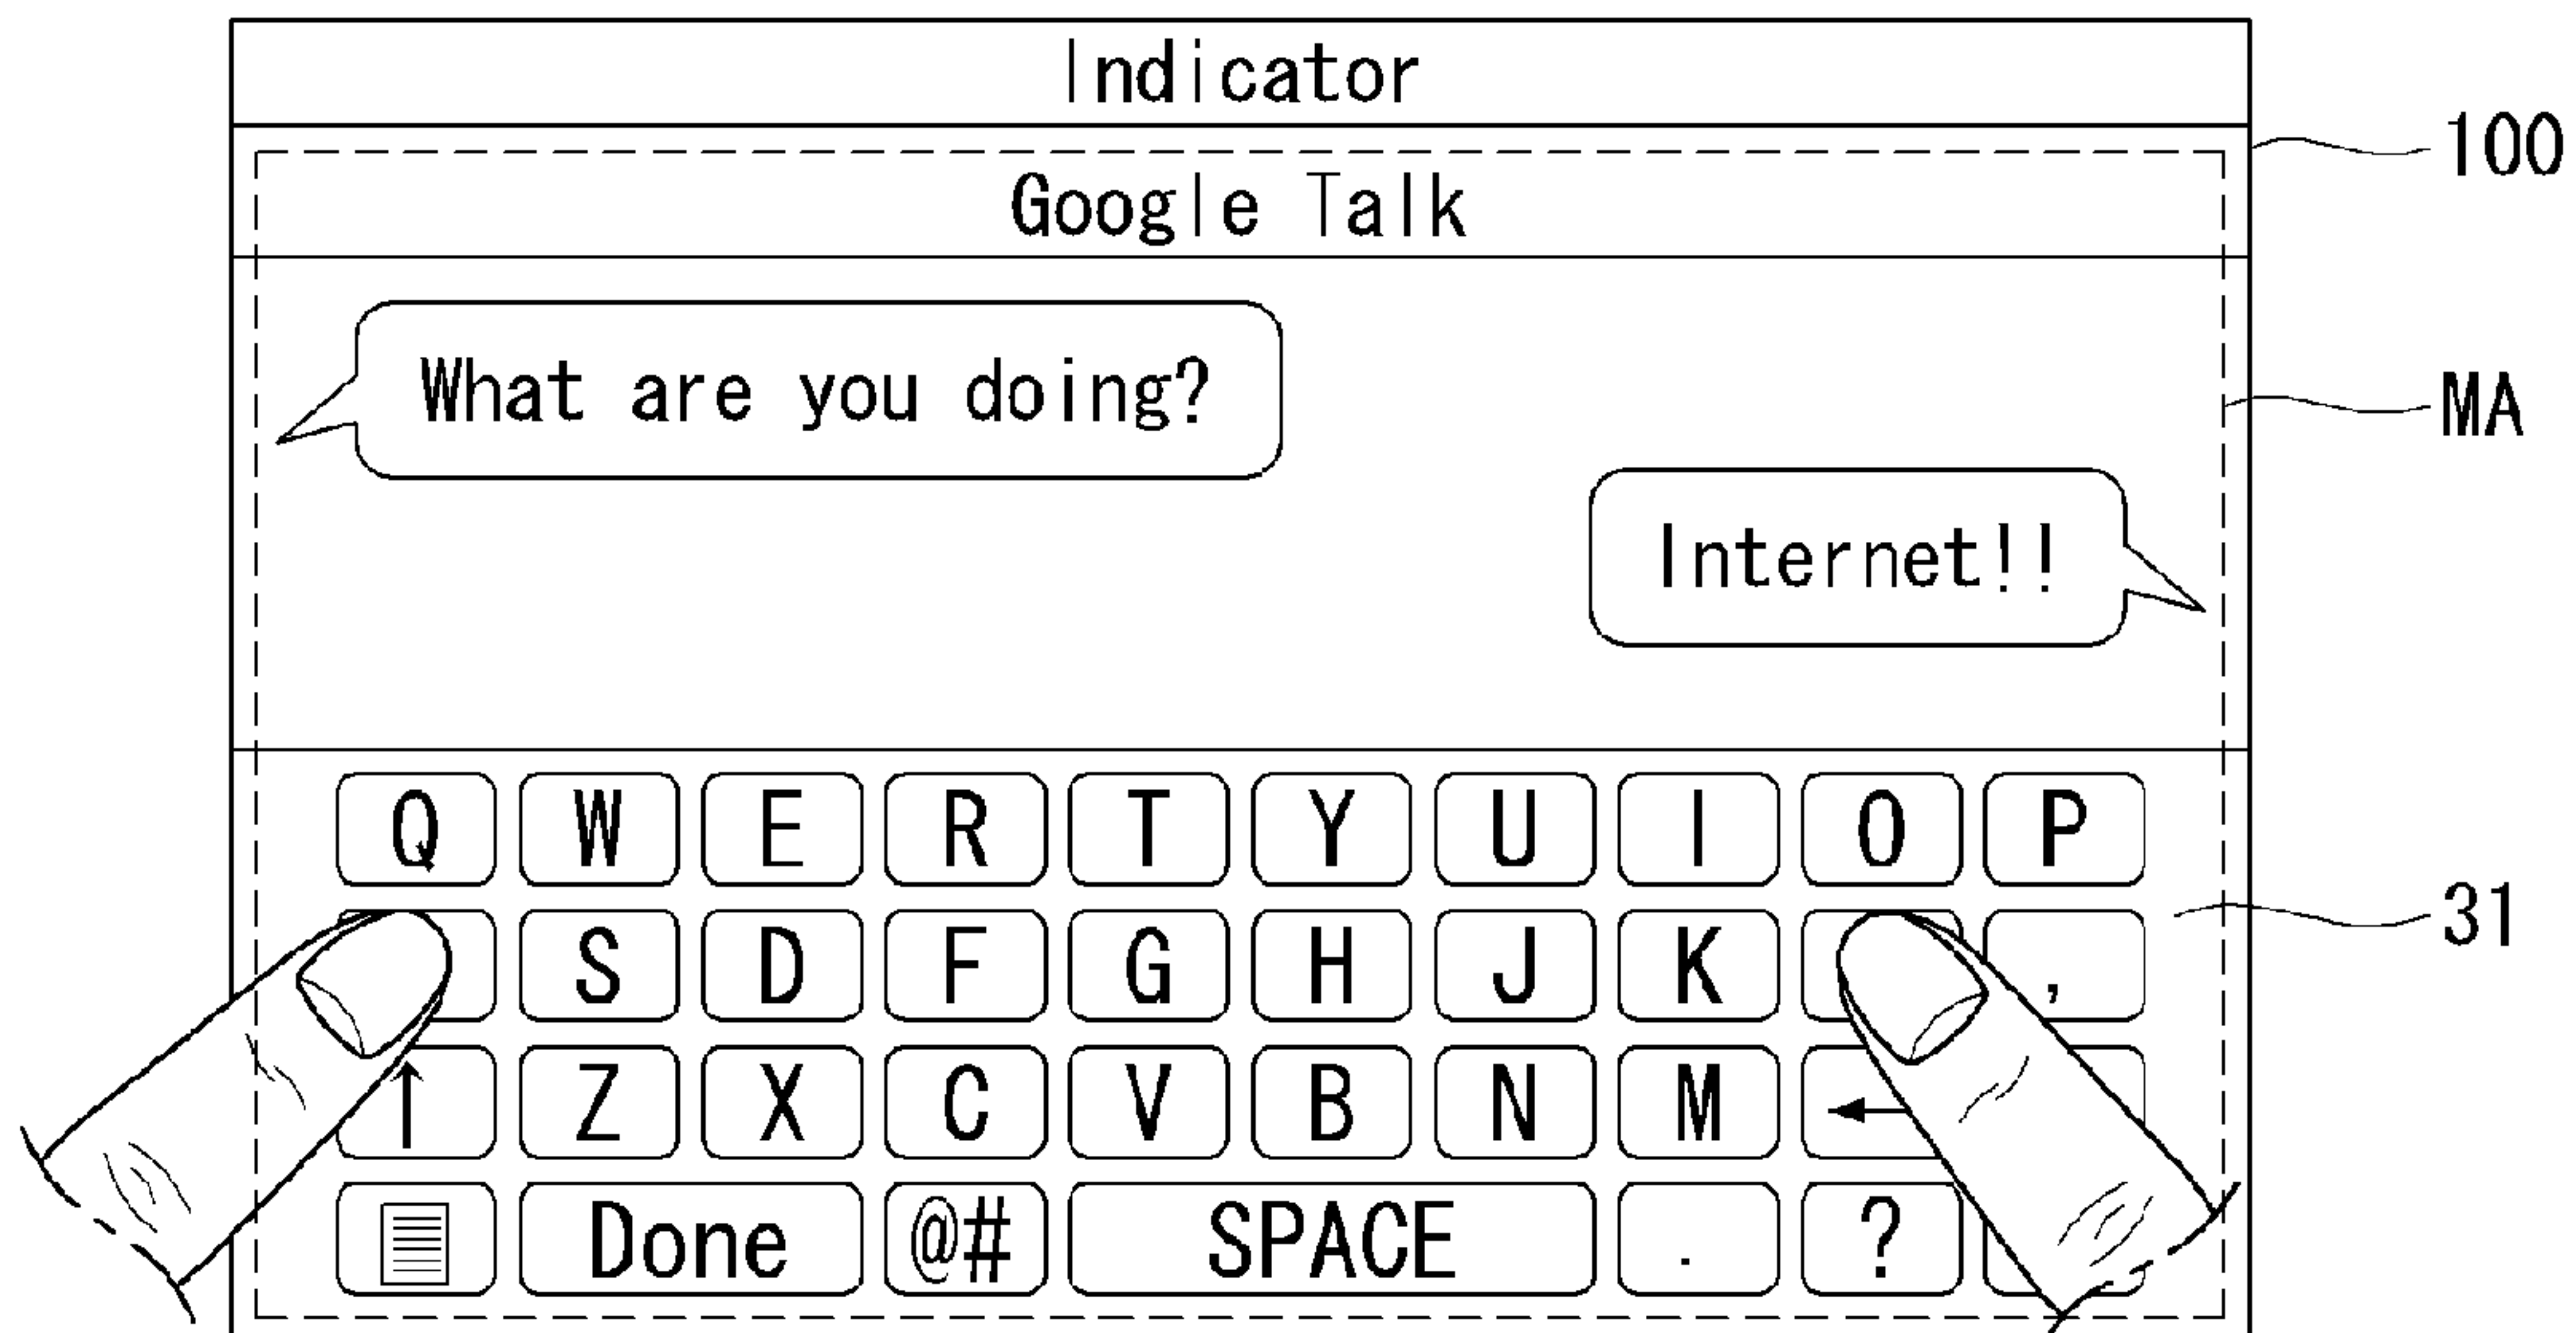 Indicator
100
Google Talk
What are you doing?
MA
Internet!!
Q W E R T Y U I O P
S D F G H J K ,
31
↑ Z X C V B N M ←
Done @# SPACE . ?